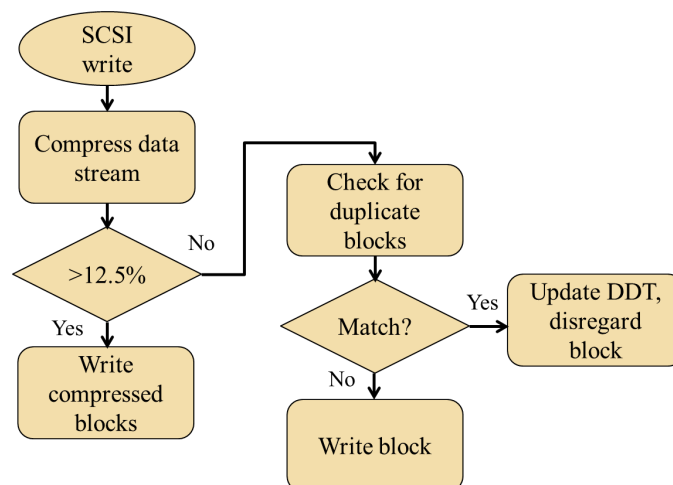 SCSI
write
Compress data
stream
>12.5%
No
Yes
Write
compressed
blocks
Check for
duplicate
blocks
Match?
Yes
Update DDT,
disregard
block
No
Write block